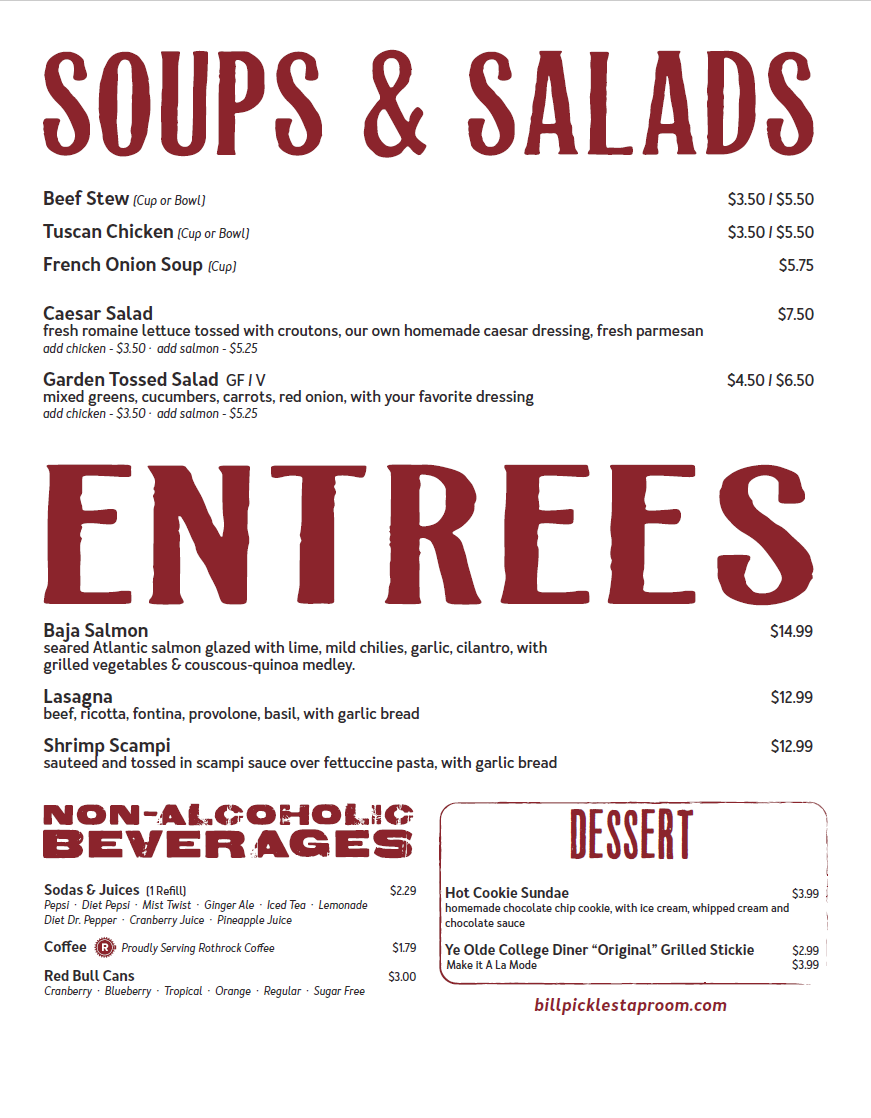 SOUPS & SALADS
Beef Stew (Cup or Bowl) $3.50 / $5.50
Tuscan Chicken (Cup or Bowl) $3.50 / $5.50
French Onion Soup (Cup) $5.75
Caesar Salad $7.50
fresh romaine lettuce tossed with croutons, our own homemade caesar dressing, fresh parmesan
add chicken - $3.50 · add salmon - $5.25
Garden Tossed Salad GF / V $4.50 / $6.50
mixed greens, cucumbers, carrots, red onion, with your favorite dressing
add chicken - $3.50 · add salmon - $5.25
ENTREES
Baja Salmon $14.99
seared Atlantic salmon glazed with lime, mild chilies, garlic, cilantro, with
grilled vegetables & couscous-quinoa medley.
Lasagna $12.99
beef, ricotta, fontina, provolone, basil, with garlic bread
Shrimp Scampi $12.99
sauteed and tossed in scampi sauce over fettuccine pasta, with garlic bread
NON-ALCOHOLIC
BEVERAGES
Sodas & Juices (1 Refill) $2.29
Pepsi · Diet Pepsi · Mist Twist · Ginger Ale · Iced Tea · Lemonade
Diet Dr. Pepper · Cranberry Juice · Pineapple Juice
Coffee R Proudly Serving Rothrock Coffee $1.79
Red Bull Cans $3.00
Cranberry · Blueberry · Tropical · Orange · Regular · Sugar Free
DESSERT
Hot Cookie Sundae $3.99
homemade chocolate chip cookie, with ice cream, whipped cream and
chocolate sauce
Ye Olde College Diner “Original” Grilled Stickie $2.99
Make it A La Mode $3.99
billpicklestaproom.com